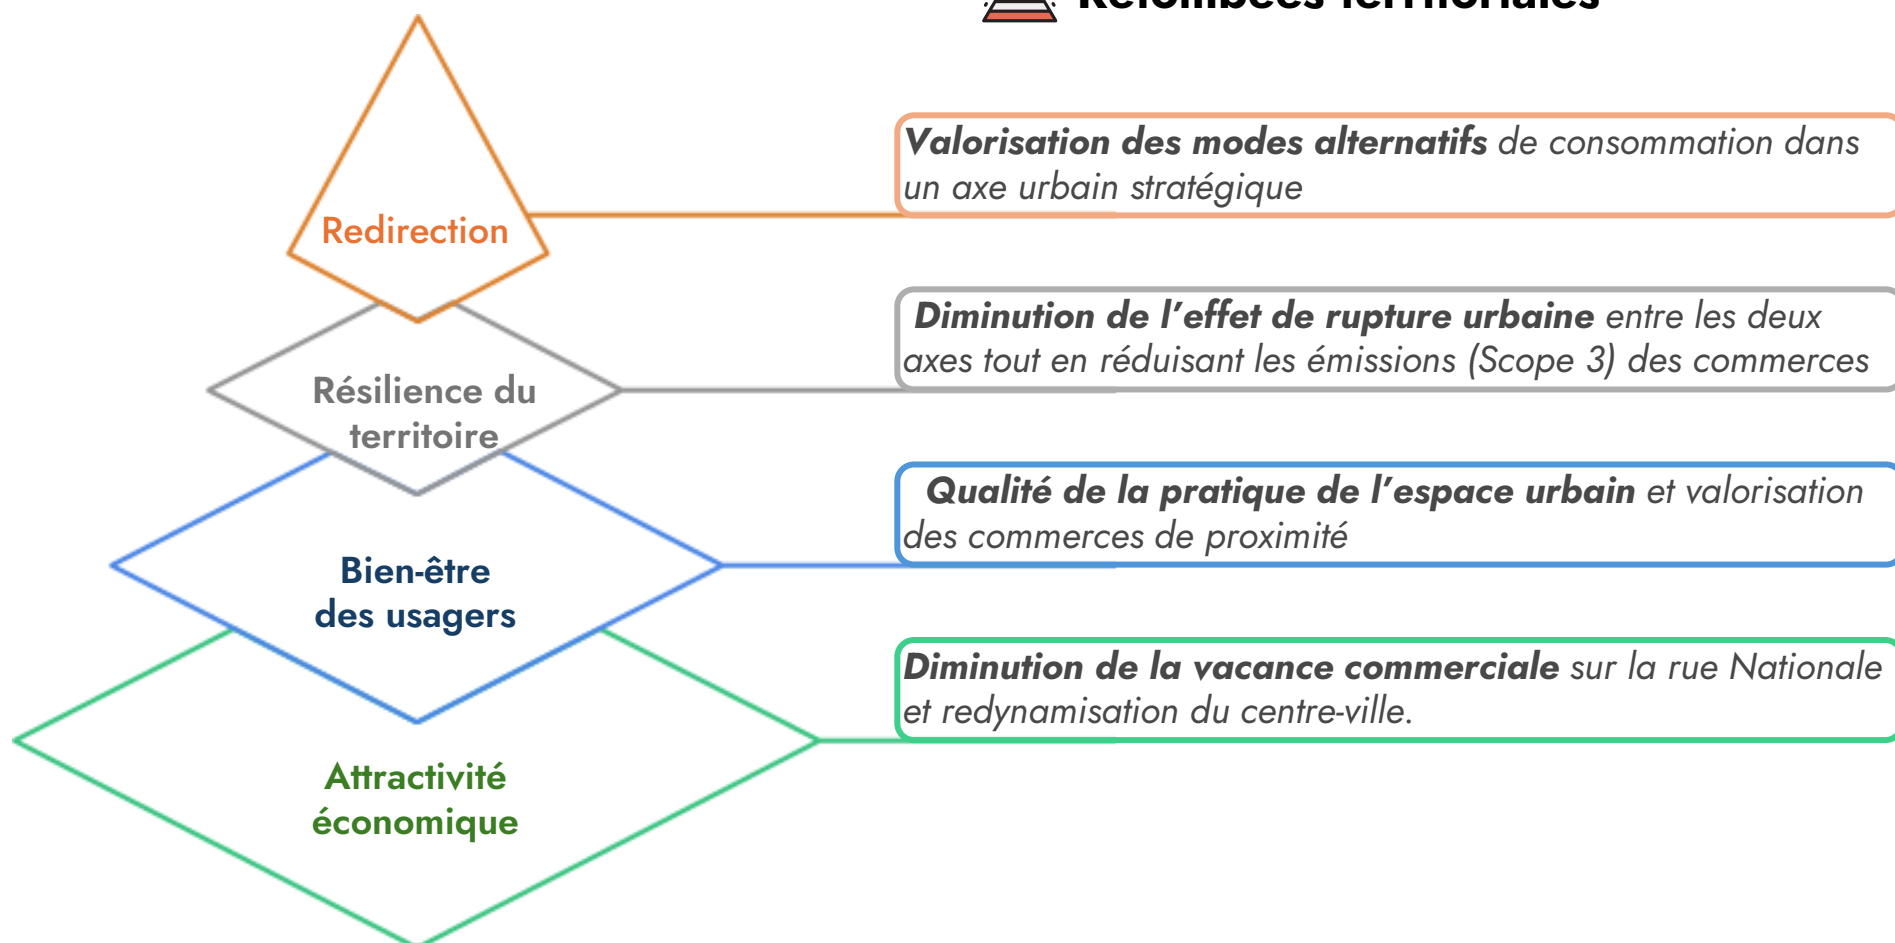 Retombées territoriales
Valorisation des modes alternatifs de consommation dans
un axe urbain stratégique
Redirection
Diminution de l’effet de rupture urbaine entre les deux
axes tout en réduisant les émissions (Scope 3) des commerces
Résilience du
territoire
Qualité de la pratique de l’espace urbain et valorisation
des commerces de proximité
Bien-être
des usagers
Diminution de la vacance commerciale sur la rue Nationale
et redynamisation du centre-ville.
Attractivité
économique